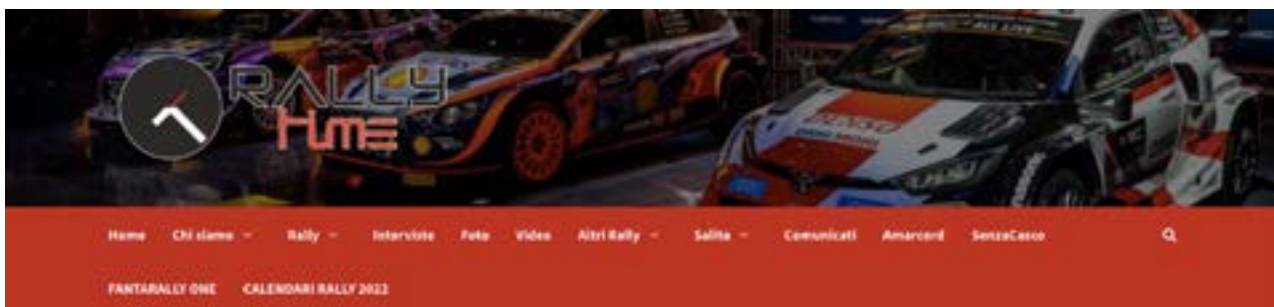 RALLY
TIME
DENSO
Home Chi siamo Rally Interviste Foto Video Altri Rally Salita Comunicati Amarcord SenzaCasco
FANTARALLY ONE CALENDARI RALLY 2022